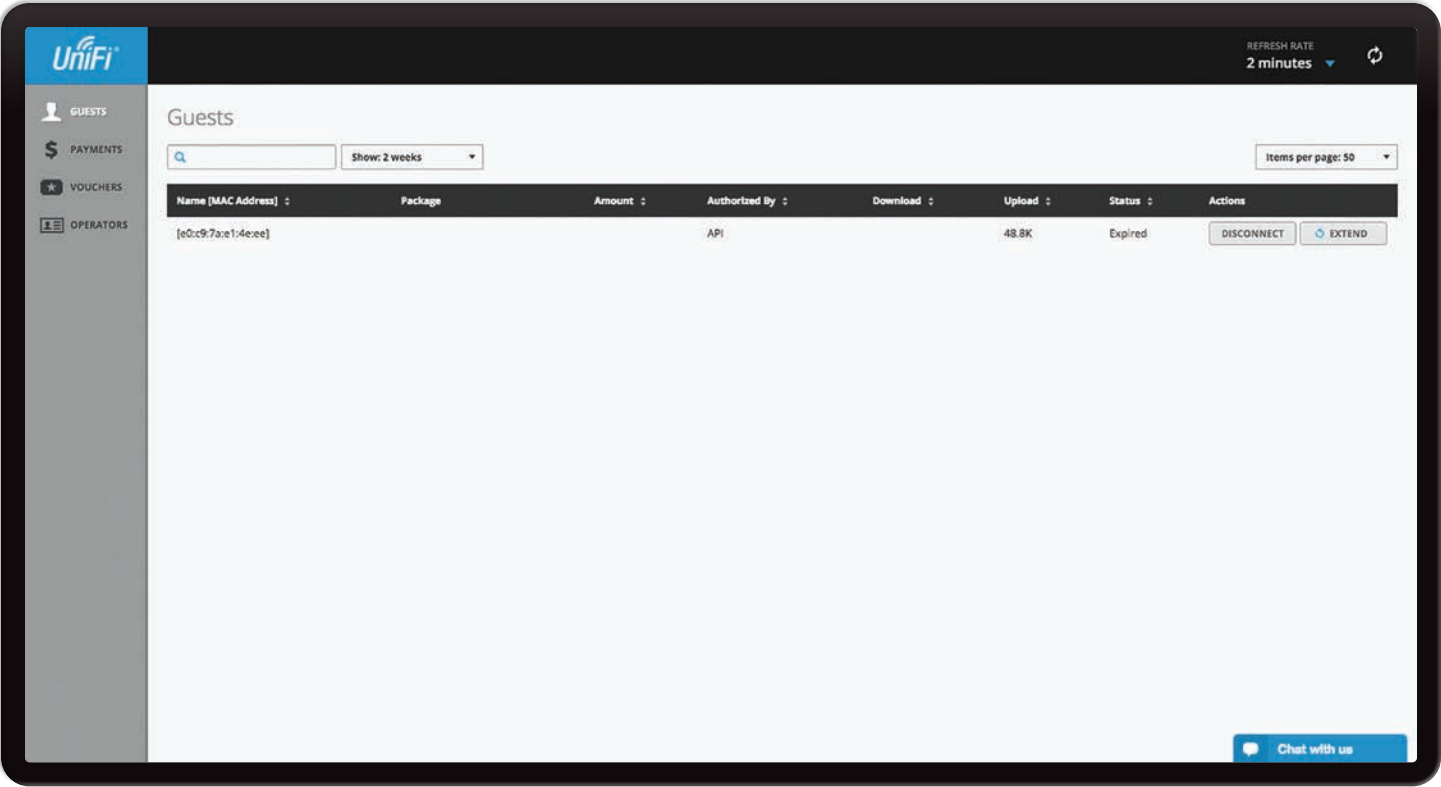 UniFi
REFRESH RATE
2 minutes
GUESTS
PAYMENTS
VOUCHERS
OPERATORS
Guests
Show: 2 weeks
Items per page: 50
Name [MAC Address] Package Amount Authorized By Download Upload Status Actions
[e0:c9:7a:e1:4e:ee] API 48.8K Expired DISCONNECT EXTEND
Chat with us